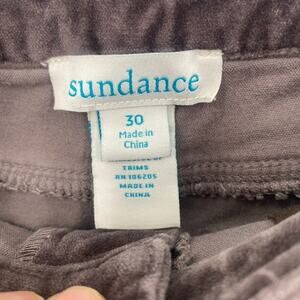 sundance
30
Made in
China
TRIMS
RN 106205
MADE IN
CHINA